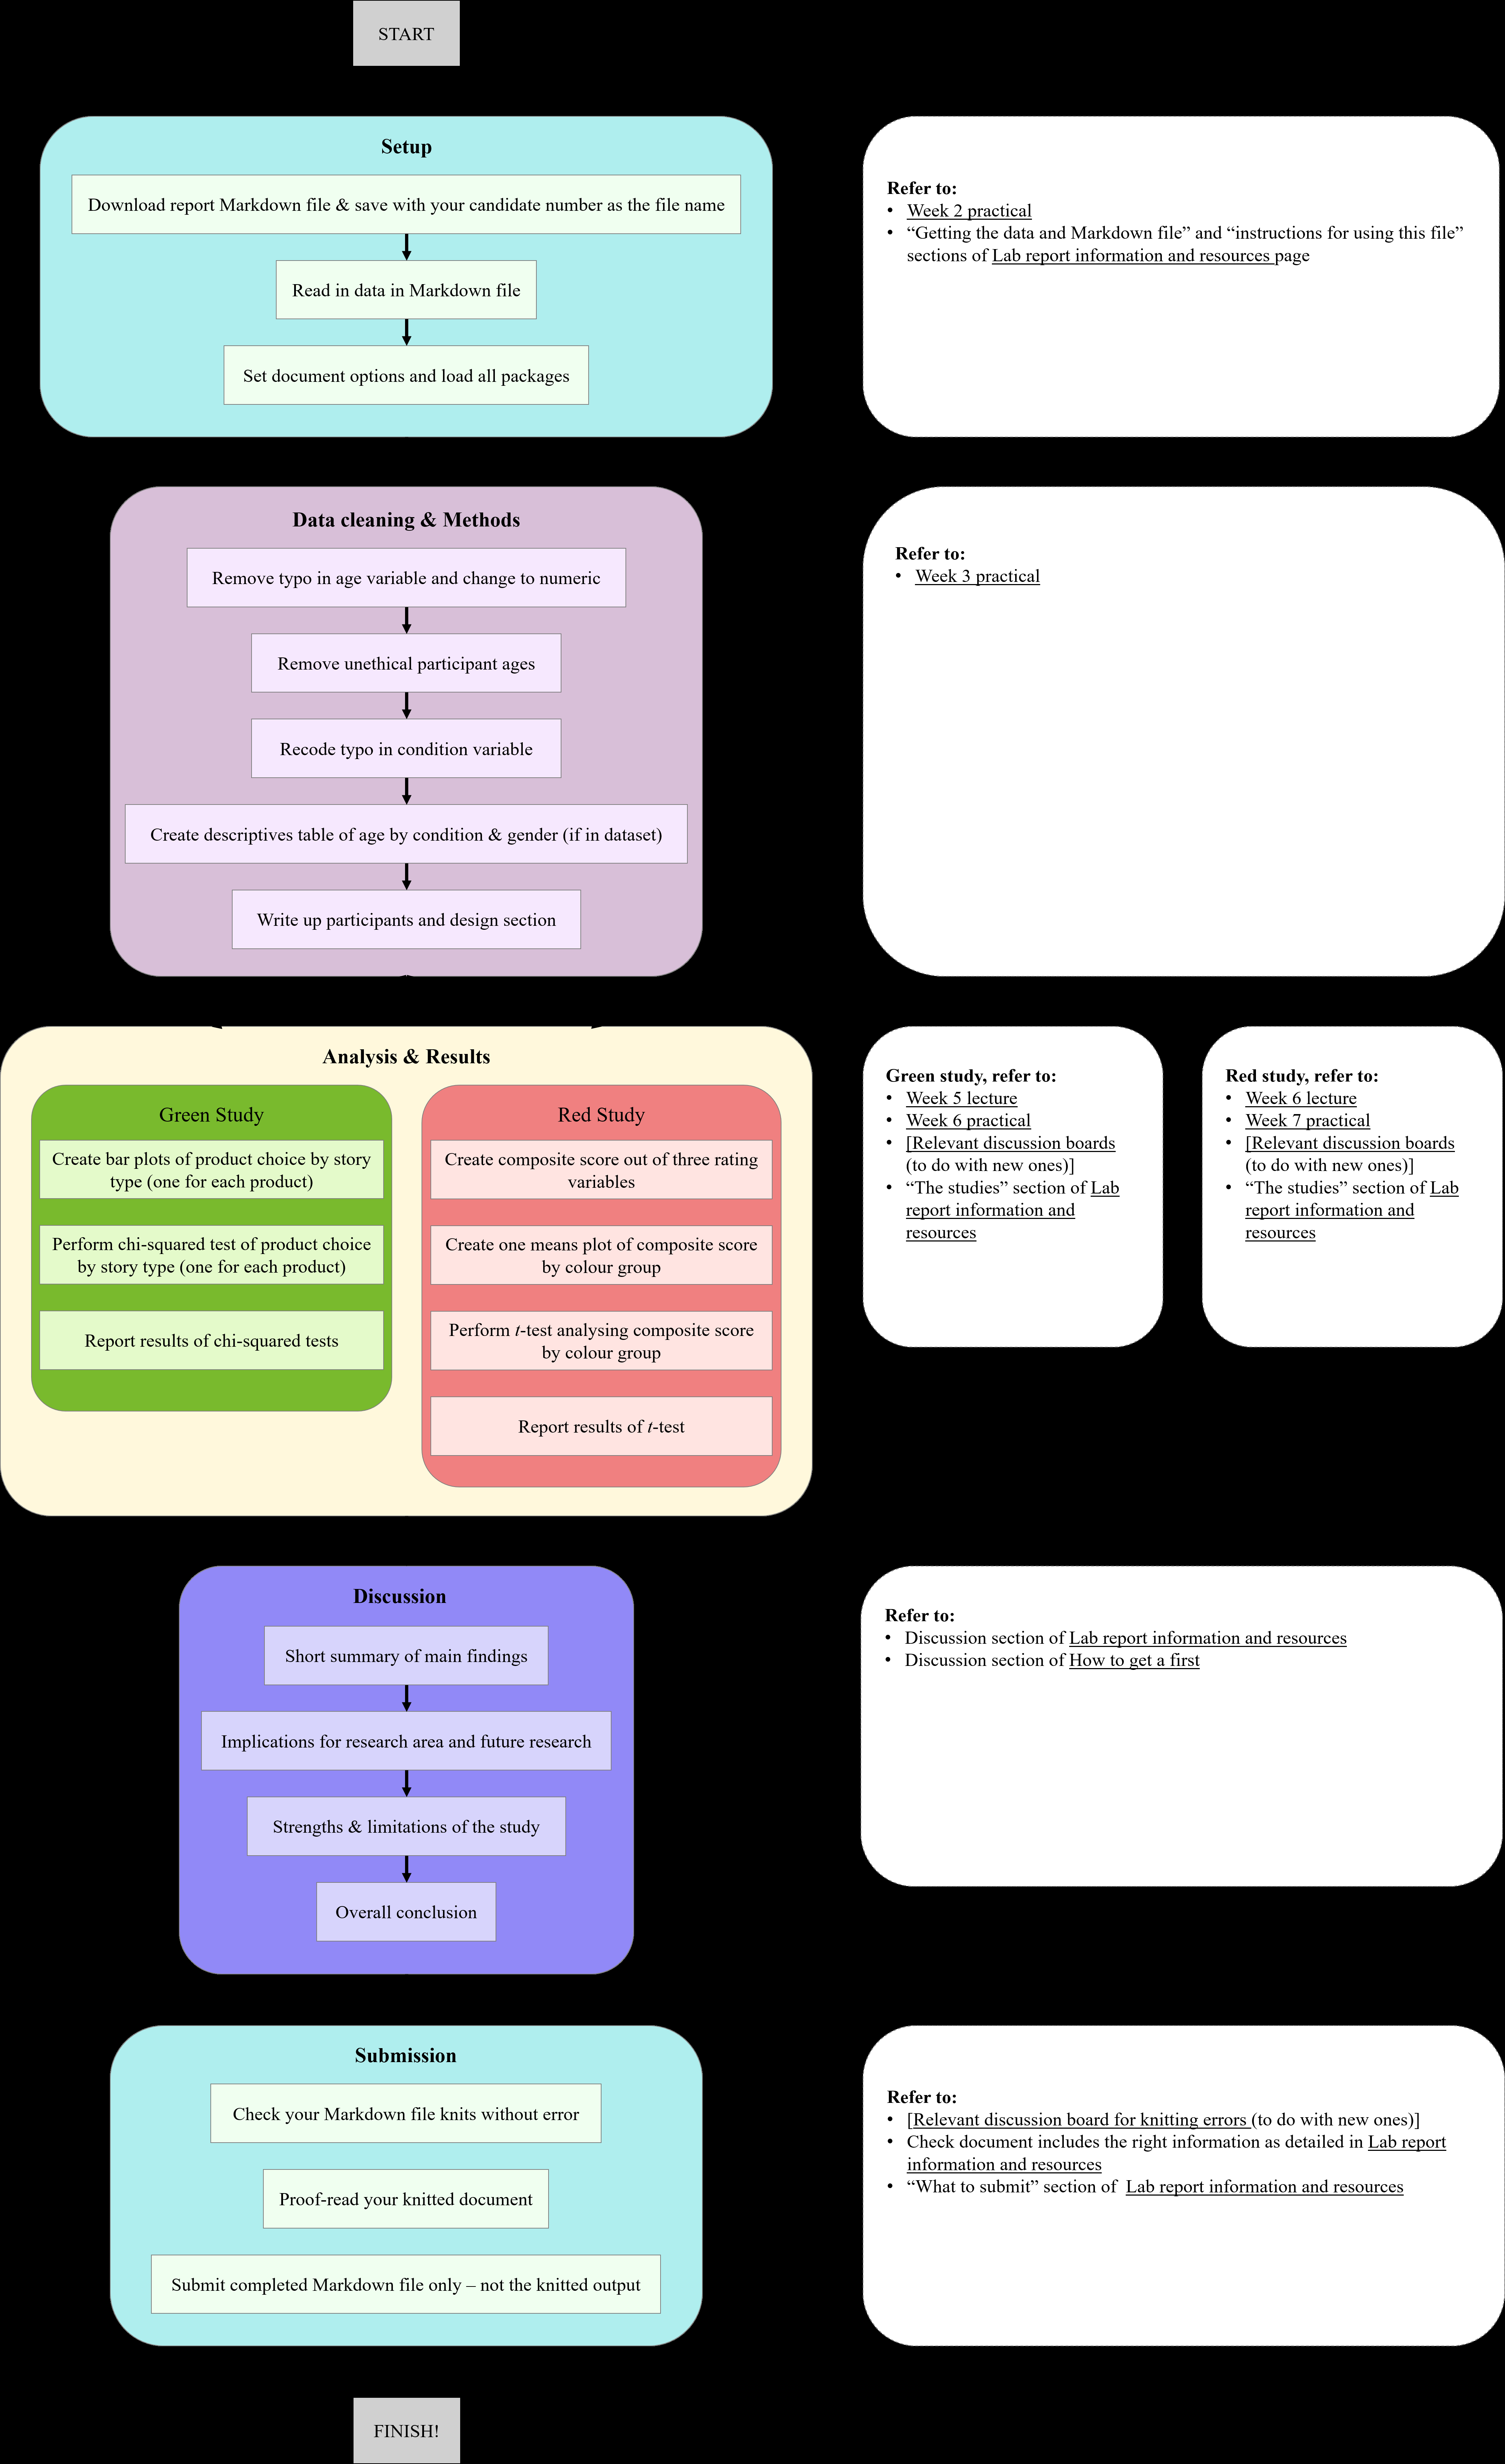 START
Setup
Download report Markdown file & save with your candidate number as the file name
Read in data in Markdown file
Set document options and load all packages
Refer to:
• Week 2 practical
• “Getting the data and Markdown file” and “instructions for using this file”
sections of Lab report information and resources page
Data cleaning & Methods
Remove typo in age variable and change to numeric
Remove unethical participant ages
Recode typo in condition variable
Create descriptives table of age by condition & gender (if in dataset)
Write up participants and design section
Refer to:
• Week 3 practical
Analysis & Results
Green Study
Create bar plots of product choice by story
type (one for each product)
Perform chi-squared test of product choice
by story type (one for each product)
Report results of chi-squared tests
Red Study
Create composite score out of three rating
variables
Create one means plot of composite score
by colour group
Perform t-test analysing composite score
by colour group
Report results of t-test
Green study, refer to:
• Week 5 lecture
• Week 6 practical
• [Relevant discussion boards
(to do with new ones)]
• “The studies” section of Lab
report information and
resources
Red study, refer to:
• Week 6 lecture
• Week 7 practical
• [Relevant discussion boards
(to do with new ones)]
• “The studies” section of Lab
report information and
resources
Discussion
Short summary of main findings
Implications for research area and future research
Strengths & limitations of the study
Overall conclusion
Refer to:
• Discussion section of Lab report information and resources
• Discussion section of How to get a first
Submission
Check your Markdown file knits without error
Proof-read your knitted document
Submit completed Markdown file only – not the knitted output
Refer to:
• [Relevant discussion board for knitting errors (to do with new ones)]
• Check document includes the right information as detailed in Lab report
information and resources
• “What to submit” section of Lab report information and resources
FINISH!